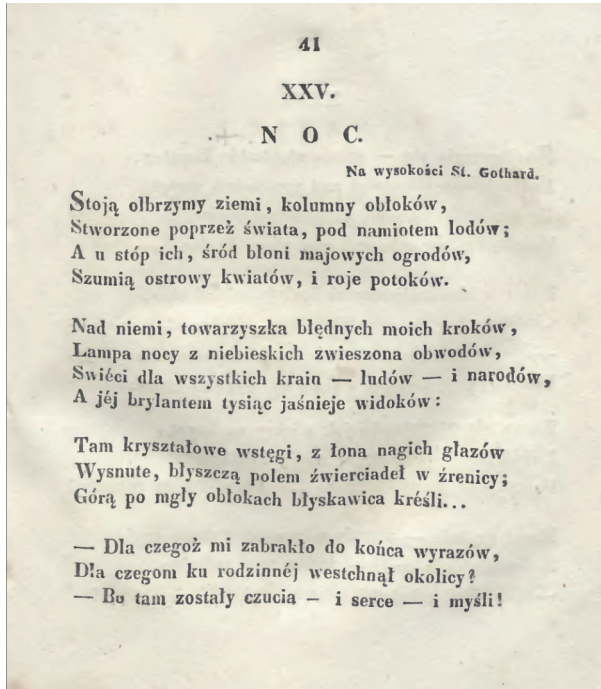 41
XXV.
N O C.
Na wysokości St. Gothard.
Stoją olbrzymy ziemi, kolumny obłoków,
Stworzone poprzeż świata, pod namiotem lodów;
A u stóp ich, śród błoni majowych ogrodów,
Szumią ostrowy kwiatów, i roje potoków.
Nad niemi, towarzyszka błędnych moich kroków,
Lampa nocy z niebieskich zwieszona obwodów,
Swiéci dla wszystkich krain — ludów — i narodów,
A jéj brylantem tysiąc jaśnieje widoków:
Tam kryształowe wstęgi, z łona nagich głazów
Wysnute, błyszczą polem źwierciadeł w źrenicy;
Górą po mgły obłokach błyskawica kréśli...
— Dla czegoż mi zabrakło do końca wyrazów,
Dla czegom ku rodzinnéj westchnął okolicy?
— Bo tam zostały czucia — i serce — i myśli!